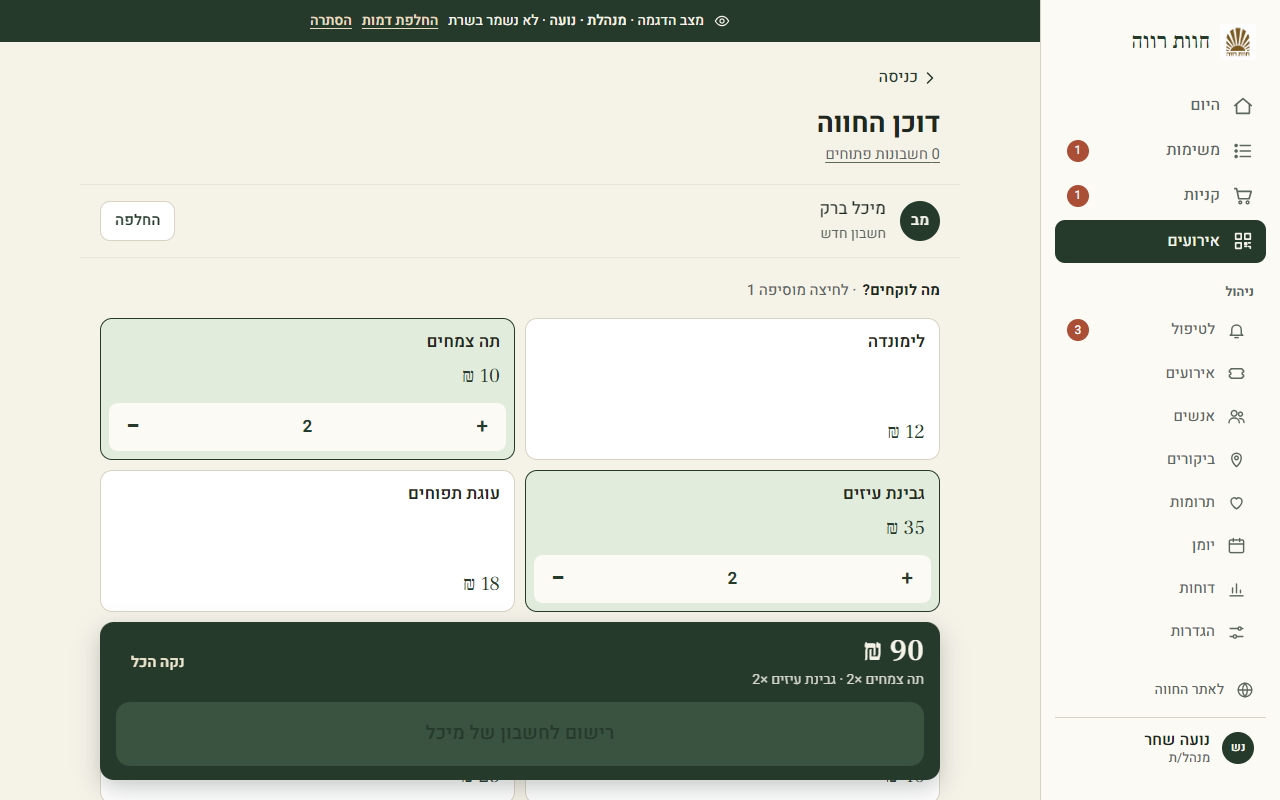 מצב הדגמה · מנהלת · נועה · לא נשמר בשרת החלפת דמות הסתרה
חוות רווה
היום
משימות 1
קניות 1
אירועים
ניהול
לטיפול 3
אירועים
אנשים
ביקורים
תרומות
יומן
דוחות
הגדרות
לאתר החווה
נש נועה שחר
מנהל/ת
כניסה
דוכן החווה
0 חשבונות פתוחים
מב מיכל ברק
חשבון חדש
החלפה
מה לוקחים? · לחיצה מוסיפה 1
לימונדה
12 ₪
תה צמחים
10 ₪
+ 2 −
גבינת עיזים
35 ₪
+ 2 −
עוגת תפוחים
18 ₪
90 ₪
תה צמחים ×2 · גבינת עיזים ×2
נקה הכל
רישום לחשבון של מיכל